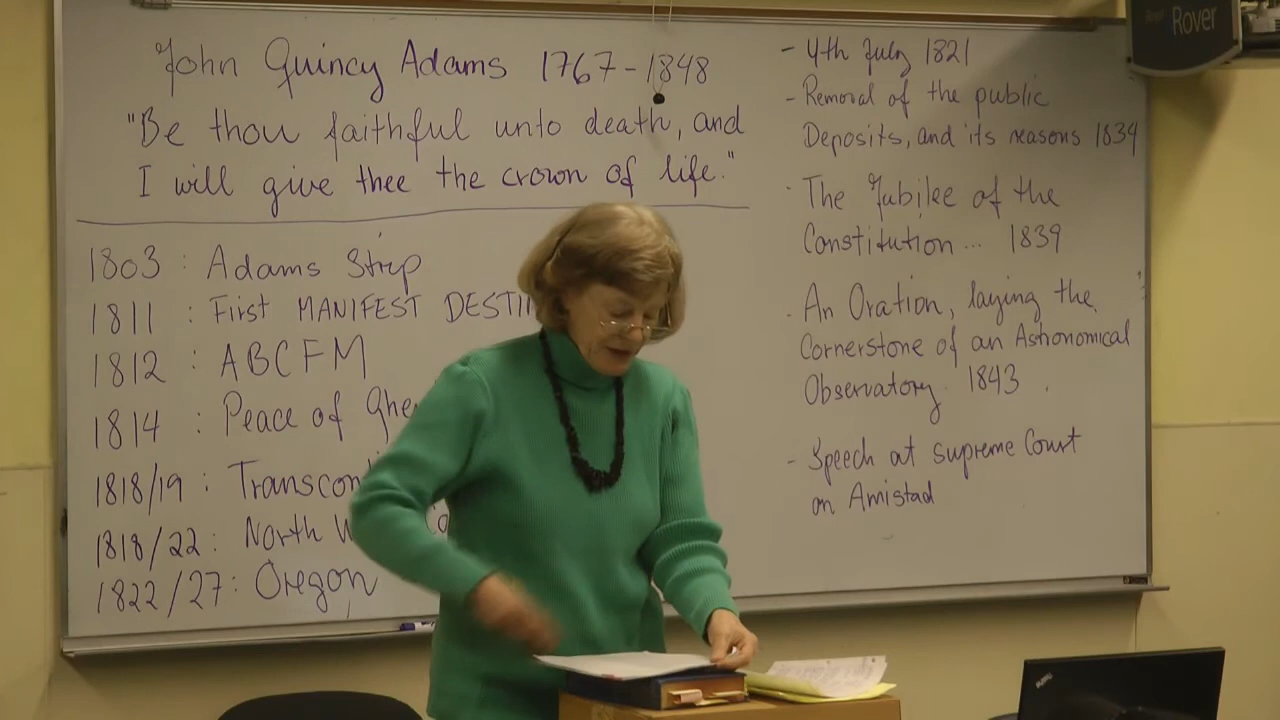 John Quincy Adams 1767-1848
"Be thou faithful unto death, and
I will give thee the crown of life."
1803 : Adams Strip
1811 : First MANIFEST DESTIN
1812 : ABCFM
1814 : Peace of Ghe
1818/19 : Transcon
1818/22 : North W
1822/27 : Oregon
- 4th July 1821
- Removal of the public
Deposits, and its reasons 1834
The Jubilee of the
Constitution ... 1839
An Oration, laying the
Cornerstone of an Astronomical
Observatory. 1843
- Speech at supreme Court
on Amistad
Rover